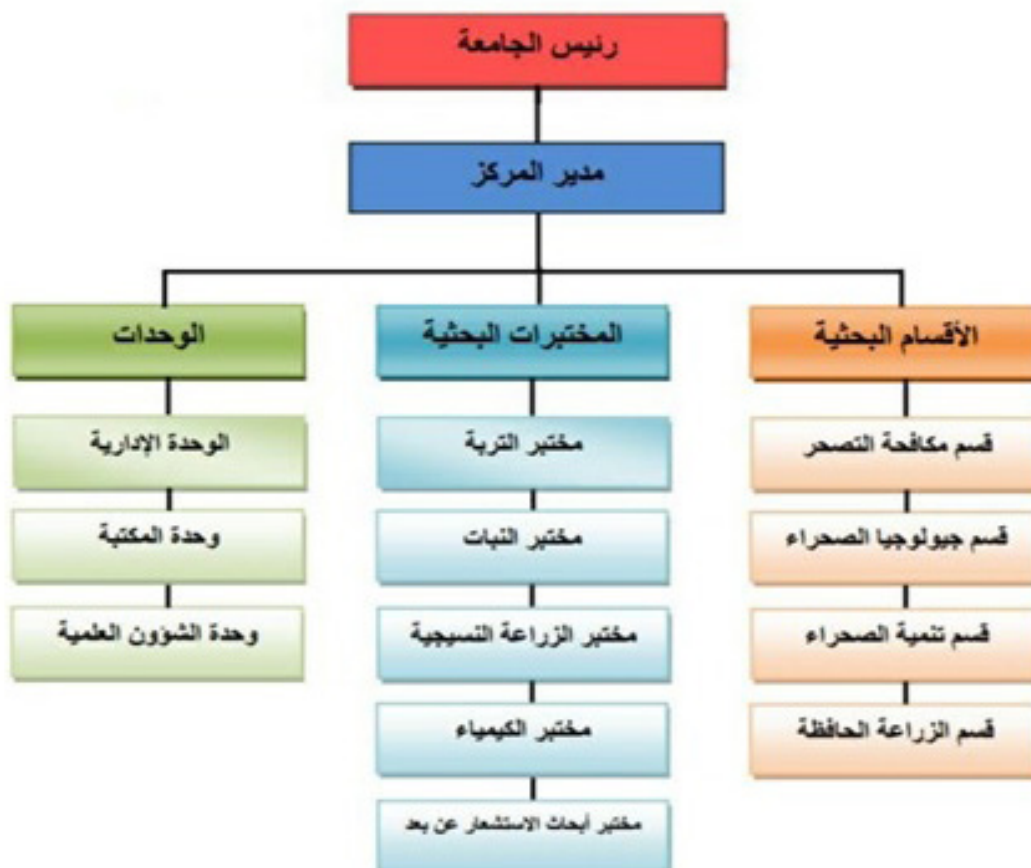 رئيس الجامعة
مدير المركز
الأقسام البحثية
المختبرات البحثية
الوحدات
قسم مكافحة التصحر
مختبر التربة
الوحدة الإدارية
قسم جيولوجيا الصحراء
مختبر النبات
وحدة المكتبة
قسم تنمية الصحراء
مختبر الزراعة النسيجية
وحدة الشؤون العلمية
قسم الزراعة الحافظة
مختبر الكيمياء
مختبر أبحاث الاستشعار عن بعد